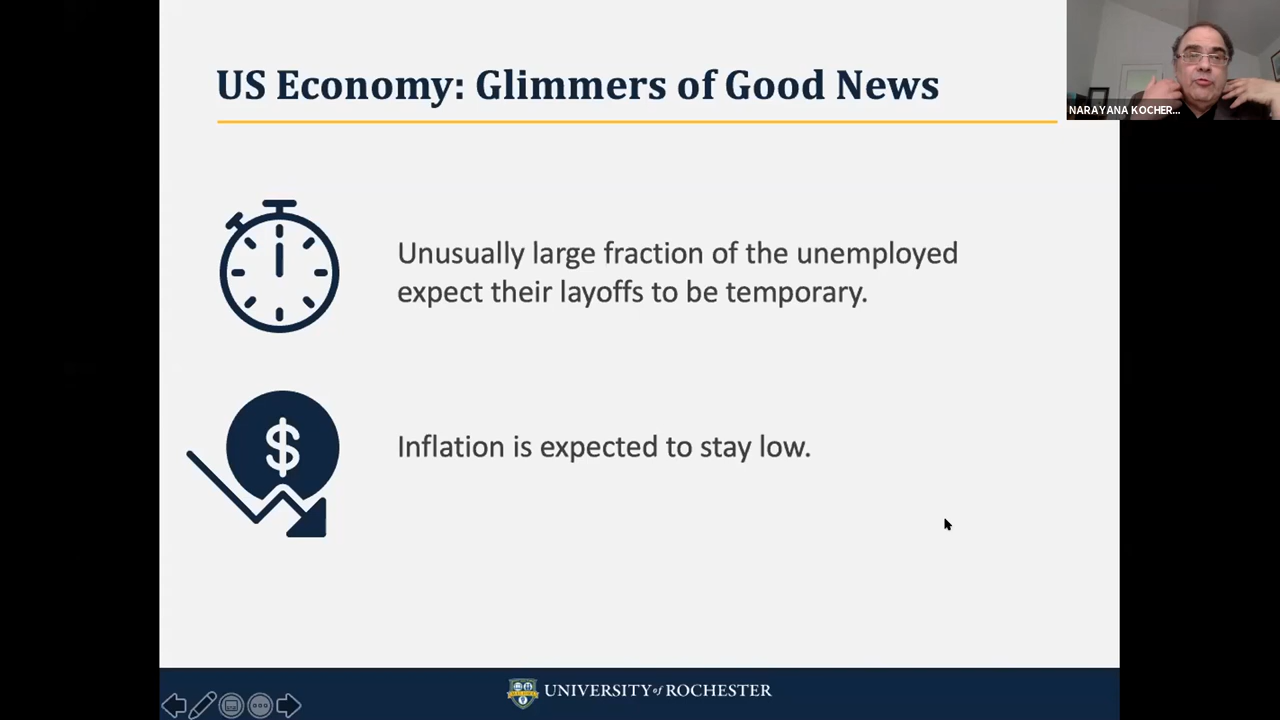 US Economy: Glimmers of Good News
NARAYANA KOCHER...
Unusually large fraction of the unemployed
expect their layoffs to be temporary.
$
Inflation is expected to stay low.
UNIVERSITY of ROCHESTER